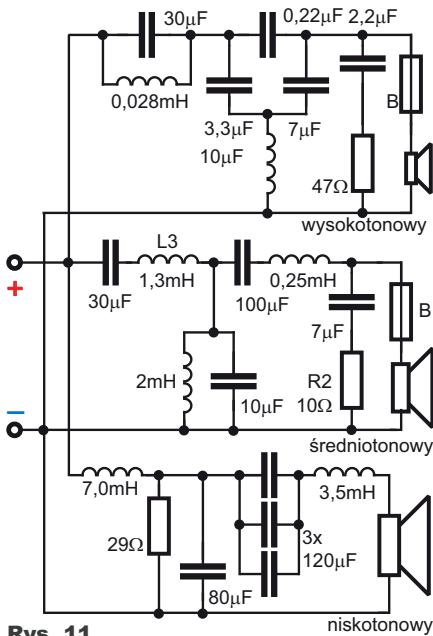 30µF
0,22µF
2,2µF
0,028mH
3,3µF
7µF
10µF
47Ω
B
wysokotonowy
L3
1,3mH
0,25mH
30µF
100µF
+
2mH
10µF
7µF
R2
10Ω
B
–
średniotonowy
7,0mH
3,5mH
29Ω
3x
120µF
80µF
niskotonowy
Rys. 11